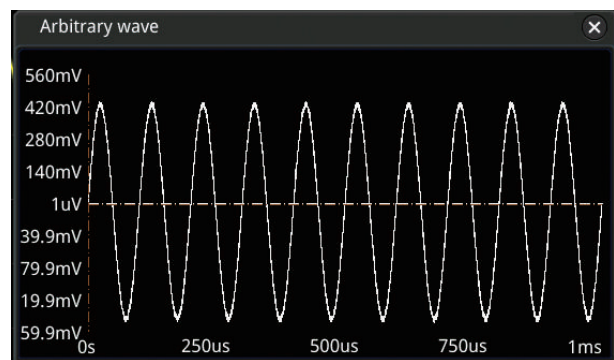 Arbitrary wave
560mV
420mV
280mV
140mV
1uV
39.9mV
79.9mV
19.9mV
59.9mV
0s 250us 500us 750us 1ms